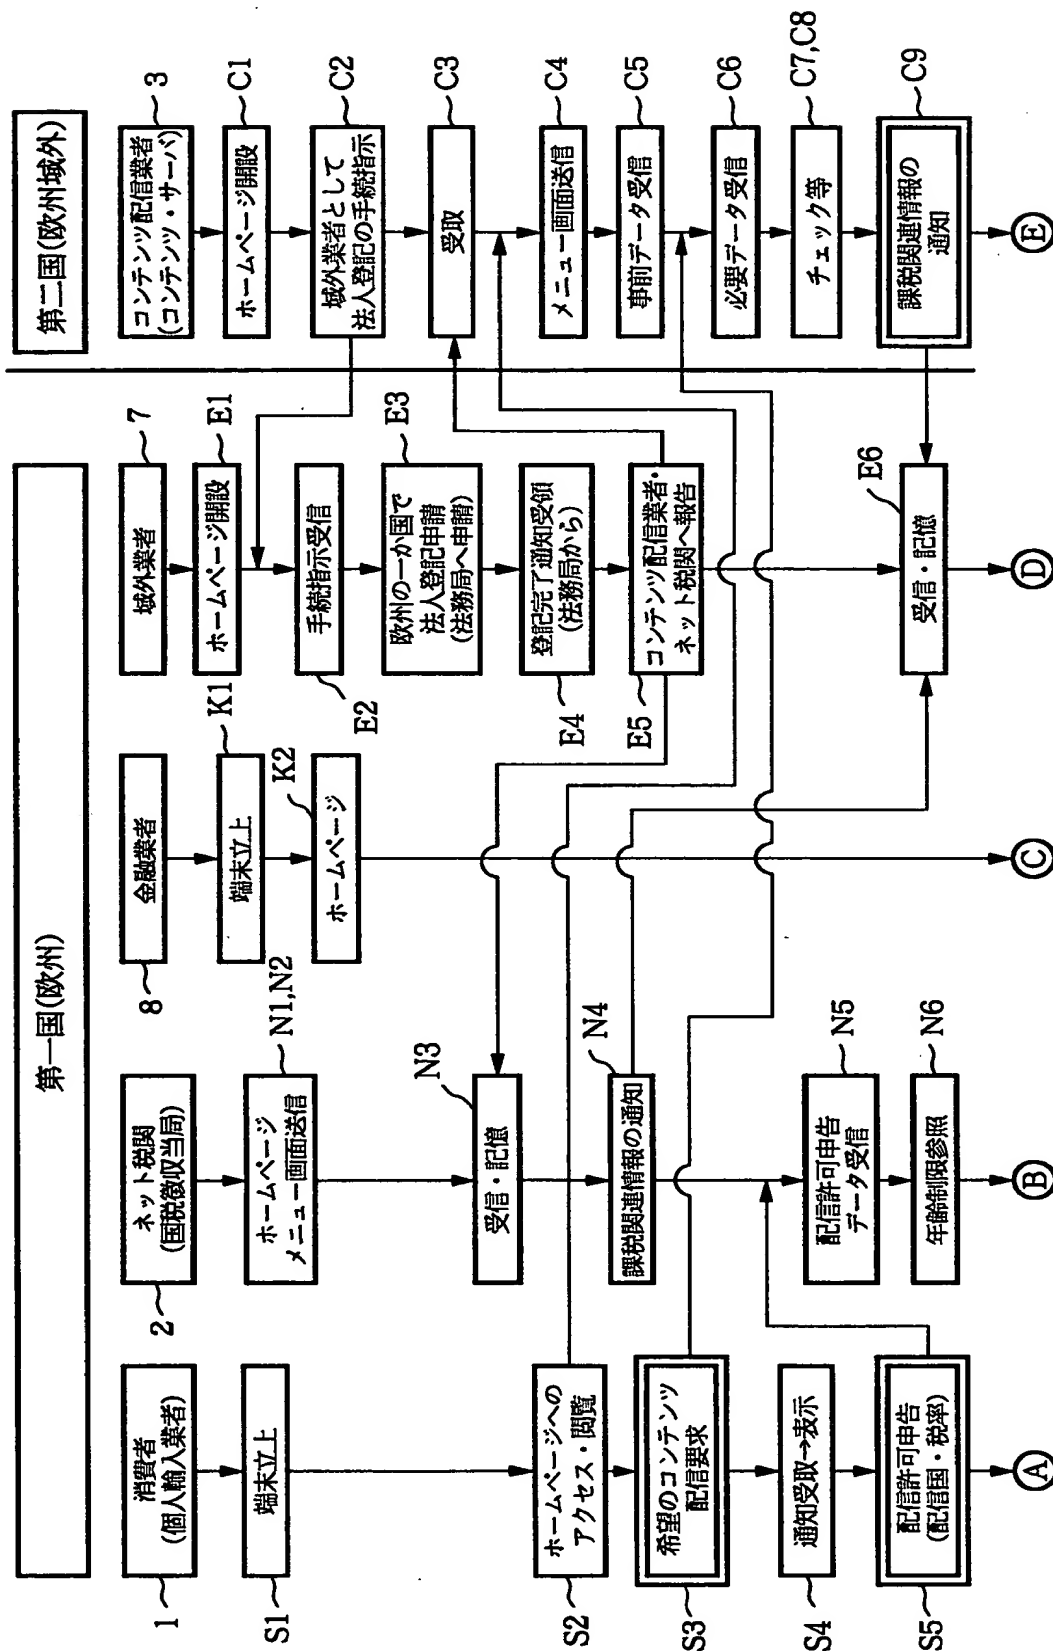 第一国(欧州)
第二国(欧州域外)
1
消費者
(個人輸入業者)
S1
端末立上
S2
ホームページへの
アクセス・閲覧
S3
希望のコンテンツ
配信要求
S4
通知受取→表示
S5
配信許可申告
(配信国・税率)
A
2
ネット税関
(国税徴収当局)
N1,N2
ホームページ
メニュー画面送信
N3
受信・記憶
N4
課税関連情報の通知
N5
配信許可申告
データ受信
N6
年齢制限参照
B
8
金融業者
K1
端末立上
K2
ホームページ
C
7
域外業者
E1
ホームページ開設
E2
手続指示受信
E3
欧州の一か国で
法人登記申請
(法務局へ申請)
E4
登記完了通知受領
(法務局から)
E5
コンテンツ配信業者・
ネット税関へ報告
E6
受信・記憶
D
3
コンテンツ配信業者
(コンテンツ・サーバ)
C1
ホームページ開設
C2
域外業者として
法人登記の手続指示
C3
受取
C4
メニュー画面送信
C5
事前データ受信
C6
必要データ受信
C7,C8
チェック等
C9
課税関連情報の
通知
E